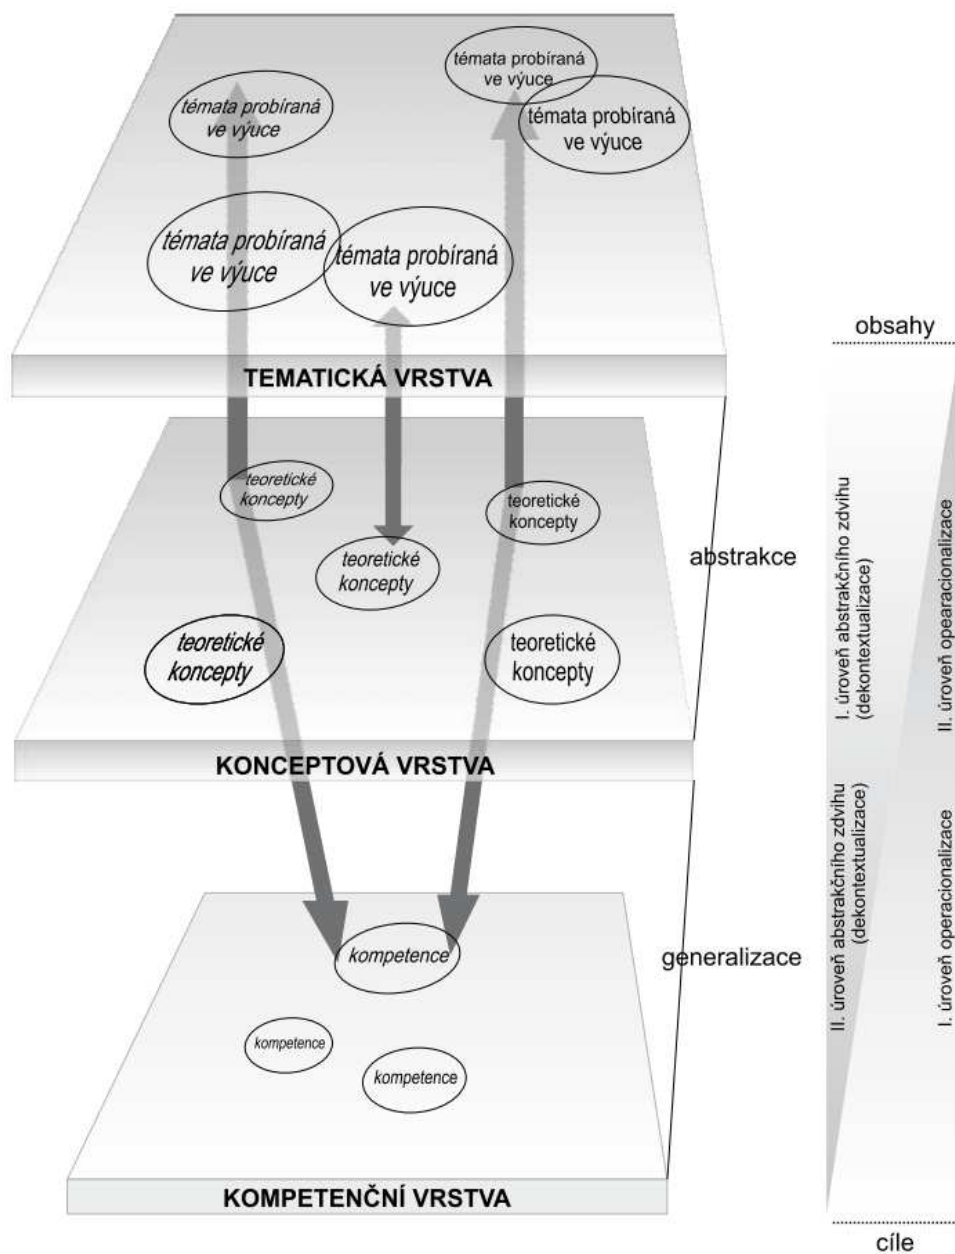 témata probíraná
ve výuce
témata probíraná
ve výuce
témata probíraná
ve výuce
témata probíraná
ve výuce
témata probíraná
ve výuce
TEMATICKÁ VRSTVA
teoretické
koncepty
teoretické
koncepty
teoretické
koncepty
teoretické
koncepty
teoretické
koncepty
KONCEPTOVÁ VRSTVA
kompetence
kompetence
kompetence
KOMPETENČNÍ VRSTVA
abstrakce
generalizace
obsahy
I. úroveň abstrakčního zdvihu
(dekontextualizace)
II. úroveň opearacionalizace
II. úroveň abstrakčního zdvihu
(dekontextualizace)
I. úroveň operacionalizace
cíle